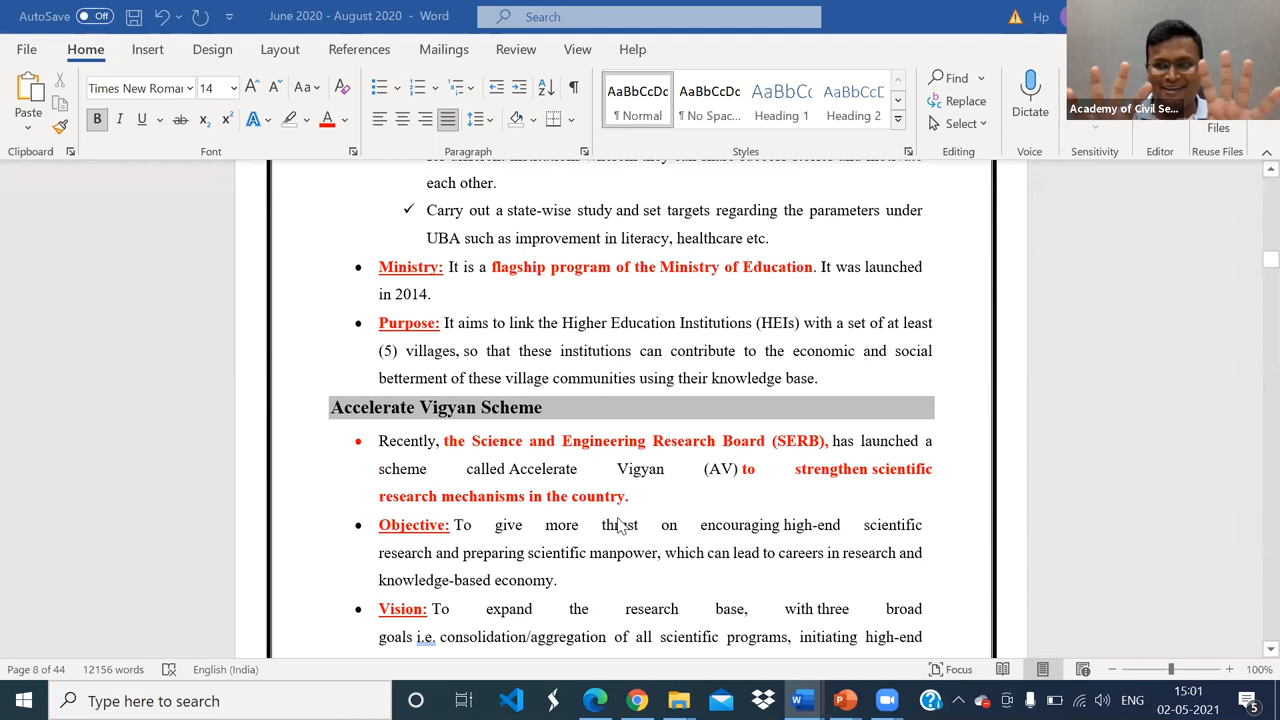 AutoSave Off June 2020 - August 2020 - Word Search Hp
File Home Insert Design Layout References Mailings Review View Help
Times New Roma 14 Aa AaBbCcDc AaBbCcDc AaBbCc AaBbCcD Find
Paste Replace Dictate Academy of Civil Se...
B I U ab x₂ x² A A ¶ Normal ¶ No Spac... Heading 1 Heading 2 Select Files
Clipboard Font Paragraph Styles Editing Voice Sensitivity Editor Reuse Files
each other.
✓ Carry out a state-wise study and set targets regarding the parameters under
UBA such as improvement in literacy, healthcare etc.
• Ministry: It is a flagship program of the Ministry of Education. It was launched
in 2014.
• Purpose: It aims to link the Higher Education Institutions (HEIs) with a set of at least
(5) villages, so that these institutions can contribute to the economic and social
betterment of these village communities using their knowledge base.
Accelerate Vigyan Scheme
• Recently, the Science and Engineering Research Board (SERB), has launched a
scheme called Accelerate Vigyan (AV) to strengthen scientific
research mechanisms in the country.
• Objective: To give more thrust on encouraging high-end scientific
research and preparing scientific manpower, which can lead to careers in research and
knowledge-based economy.
• Vision: To expand the research base, with three broad
goals i.e. consolidation/aggregation of all scientific programs, initiating high-end
Page 8 of 44 12156 words English (India) Focus 100%
Type here to search ENG 15:01
02-05-2021 5